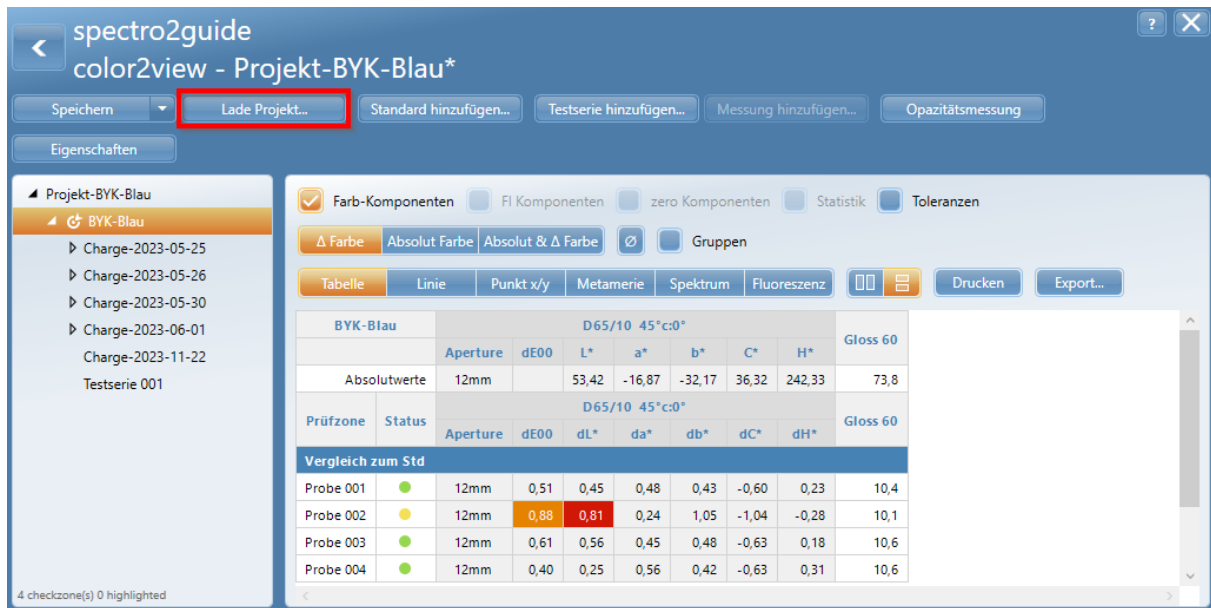 spectro2guide
color2view - Projekt-BYK-Blau*
?
Speichern Lade Projekt... Standard hinzufügen... Testserie hinzufügen... Messung hinzufügen... Opazitätsmessung
Eigenschaften
Projekt-BYK-Blau
BYK-Blau
Charge-2023-05-25
Charge-2023-05-26
Charge-2023-05-30
Charge-2023-06-01
Charge-2023-11-22
Testserie 001
4 checkzone(s) 0 highlighted
Farb-Komponenten Fl Komponenten zero Komponenten Statistik Toleranzen
Δ Farbe Absolut Farbe Absolut & Δ Farbe Ø Gruppen
Tabelle Linie Punkt x/y Metamerie Spektrum Fluoreszenz Drucken Export...
BYK-Blau D65/10 45°c:0° Gloss 60
Aperture dE00 L* a* b* C* H*
Absolutwerte 12mm 53,42 -16,87 -32,17 36,32 242,33 73,8
Prüfzone Status D65/10 45°c:0° Gloss 60
Aperture dE00 dL* da* db* dC* dH*
Vergleich zum Std
Probe 001 12mm 0,51 0,45 0,48 0,43 -0,60 0,23 10,4
Probe 002 12mm 0,88 0,81 0,24 1,05 -1,04 -0,28 10,1
Probe 003 12mm 0,61 0,56 0,45 0,48 -0,63 0,18 10,6
Probe 004 12mm 0,40 0,25 0,56 0,42 -0,63 0,31 10,6